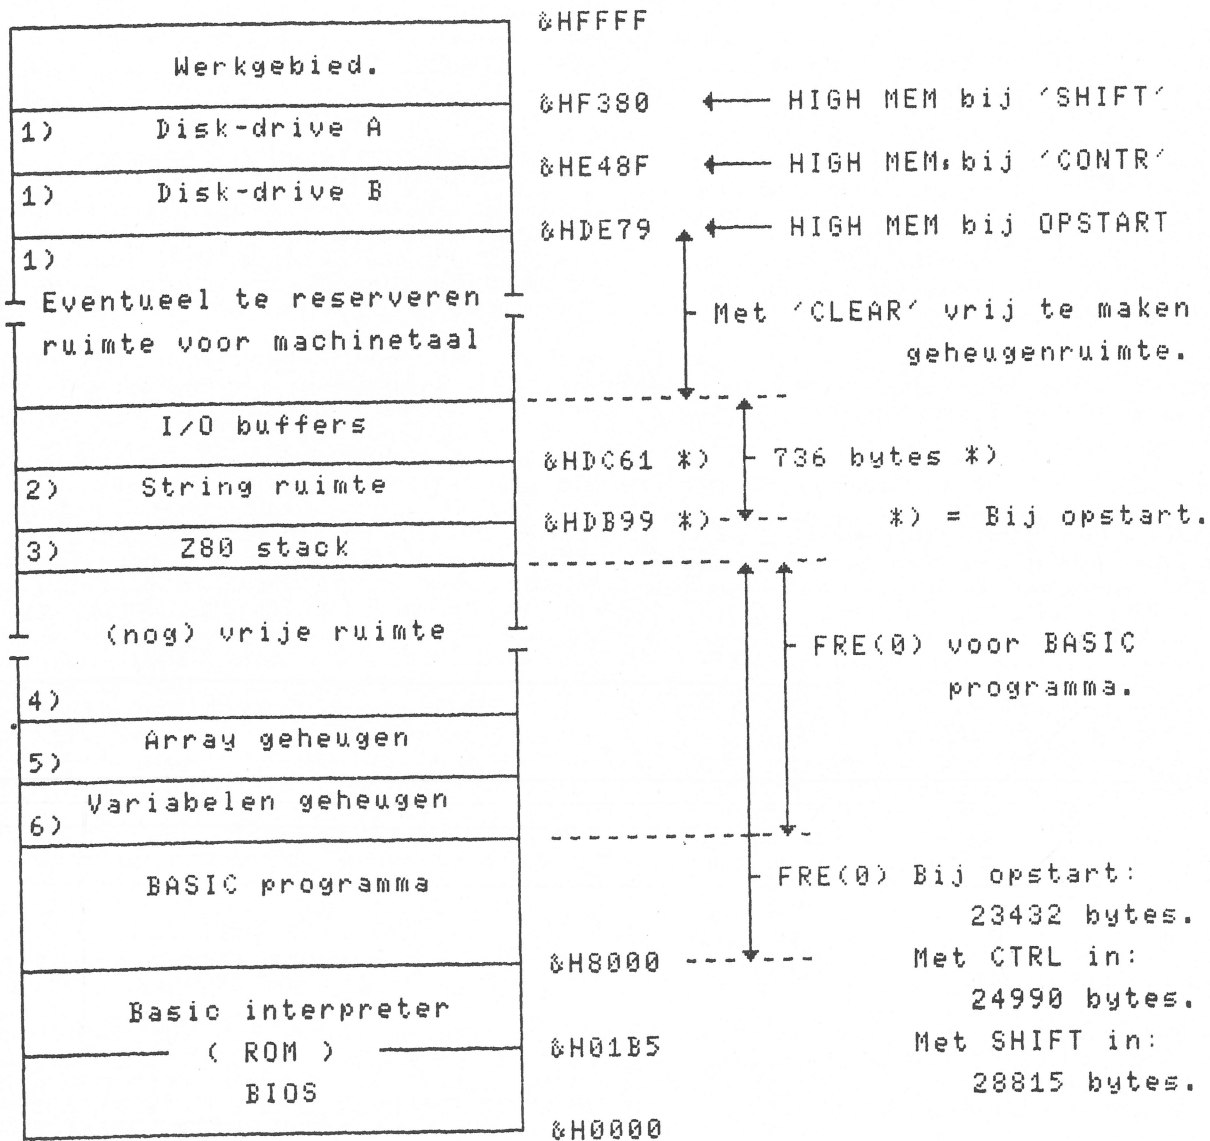 &HFFFF
Werkgebied.
&HF380 HIGH MEM bij 'SHIFT'
1) Disk-drive A
&HE48F HIGH MEM.bij 'CONTR'
1) Disk-drive B
&HDE79 HIGH MEM bij OPSTART
1)
Eventueel te reserveren
ruimte voor machinetaal
Met 'CLEAR' vrij te maken
geheugenruimte.
I/O buffers
&HDC61 *) 736 bytes *)
2) String ruimte
&HDB99 *) *) = Bij opstart.
3) Z80 stack
(nog) vrije ruimte
FRE(0) voor BASIC
programma.
4)
Array geheugen
5)
Variabelen geheugen
6)
BASIC programma
FRE(0) Bij opstart:
23432 bytes.
&H8000 Met CTRL in:
24990 bytes.
Basic interpreter
( ROM ) &H01B5 Met SHIFT in:
28815 bytes.
BIOS
&H0000